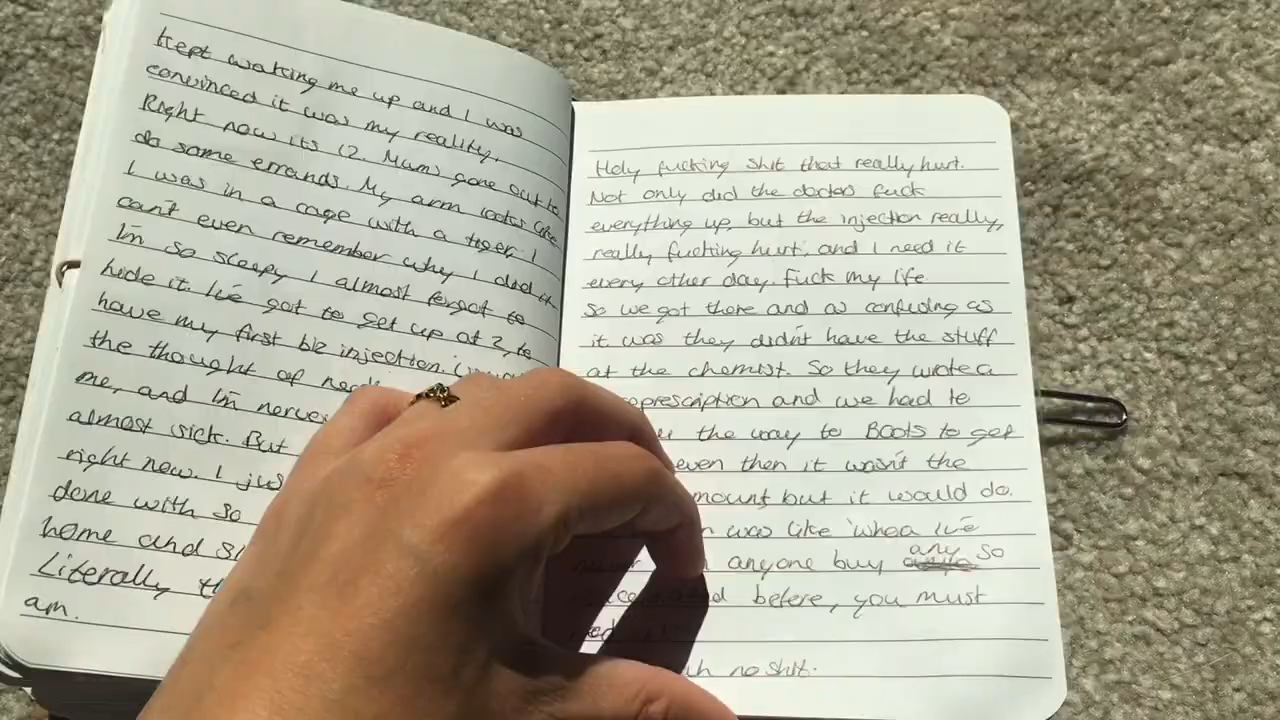 kept waking me up and I was
convinced it was my reality.
Right now its 12. Mums gone out to
do some errands. My arm looks like
I was in a cage with a tiger; I
can't even remember why I did it
I'm so sleepy I almost forgot to
hide it. I've got to get up at 2, to
have my first b12 injection.
the thought of
me, and I'm
almost sick. But
right now. I
done with so
home and
Literally
am.
Holy fucking shit that really hurt.
Not only did the doctors fuck
everything up, but the injection really,
really fucking hurt, and I need it
every other day. Fuck my life.
So we got there and as confusing as
it was they didn't have the stuff
at the chemist. So they wrote a
prescription and we had to
the way to Boots to get
even then it wasn't the
but it would do.
was like 'whoa I've
anyone buy any so
before, you must
no shit.